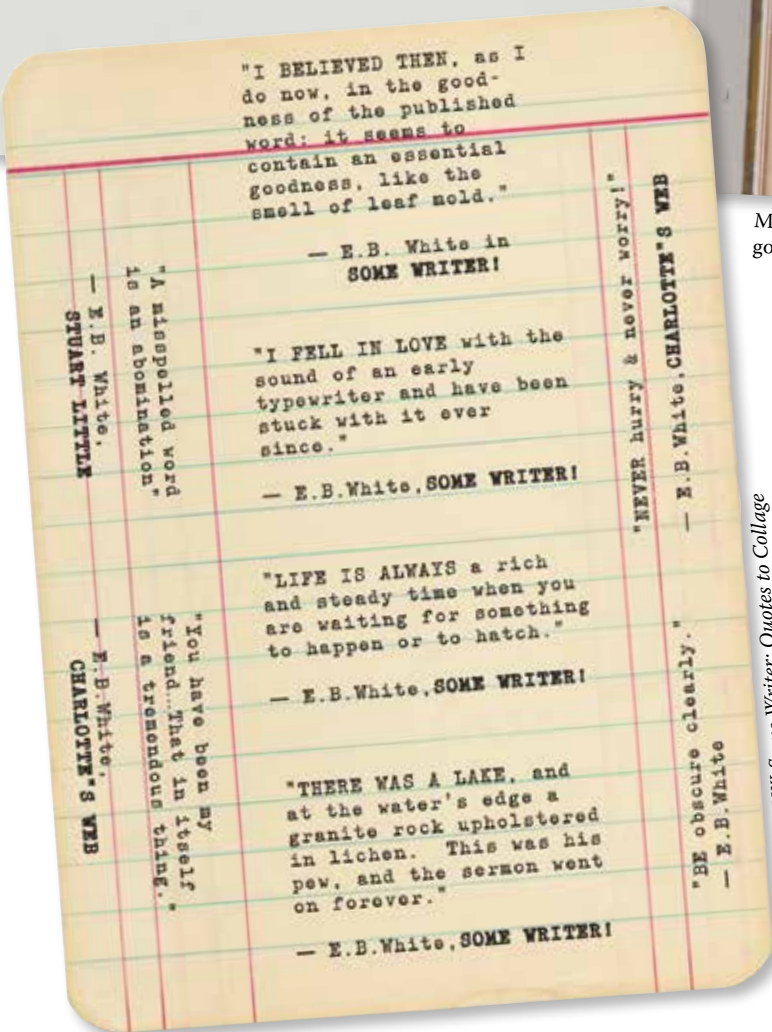 "I BELIEVED THEN, as I
do now, in the good-
ness of the published
word; it seems to
contain an essential
goodness, like the
smell of leaf mold."
— E.B. White in
SOME WRITER!
"I FELL IN LOVE with the
sound of an early
typewriter and have been
stuck with it ever
since."
— E.B.White,SOME WRITER!
"LIFE IS ALWAYS a rich
and steady time when you
are waiting for something
to happen or to hatch."
— E.B.White,SOME WRITER!
"THERE WAS A LAKE, and
at the water's edge a
granite rock upholstered
in lichen. This was his
pew, and the sermon went
on forever."
— E.B.White,SOME WRITER!
"A misspelled word
is an abomination"
— E.B. White,
STUART LITTLE
"You have been my
friend...That in itself
is a tremendous thing."
— E.B.White,
CHARLOTTE"S WEB
"NEVER hurry & never worry!"
— E.B.White,CHARLOTTE"S WEB
"BE obscure clearly."
— E.B.White
M
go
Some Writer: Quotes to Collage